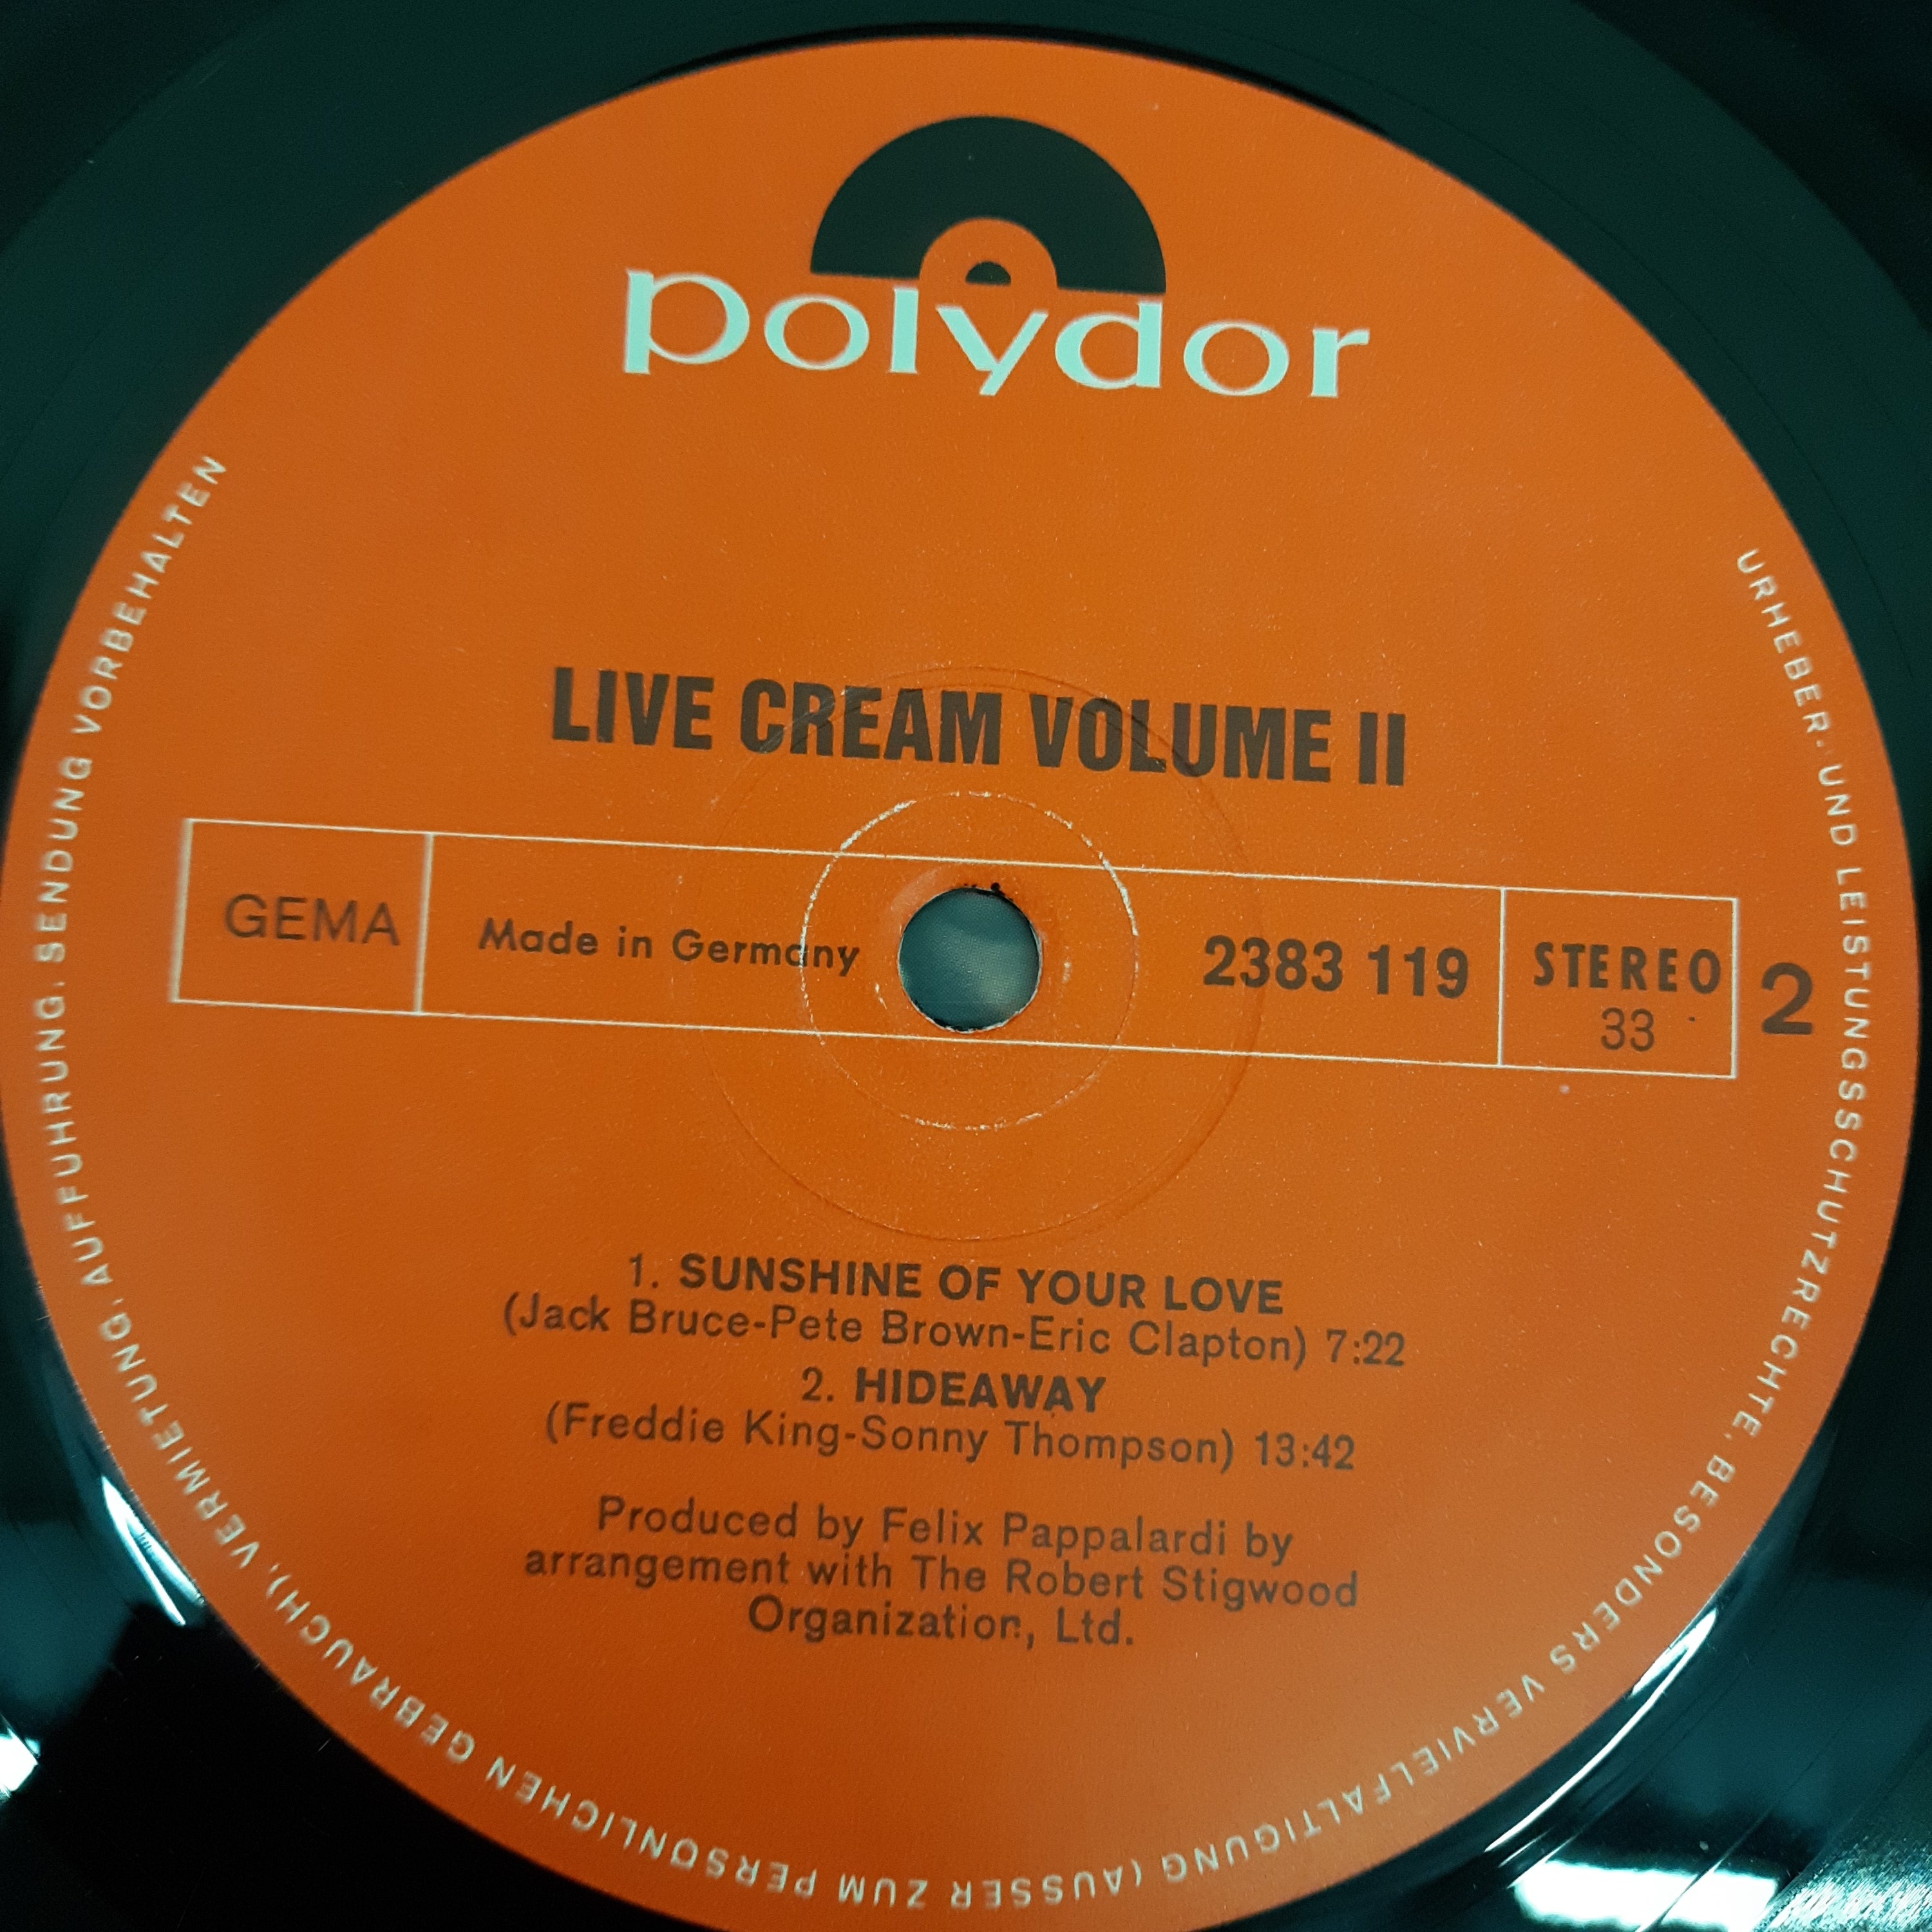 polydor
LIVE CREAM VOLUME II
GEMA
Made in Germany
2383 119
STEREO
33
2
1. SUNSHINE OF YOUR LOVE
(Jack Bruce-Pete Brown-Eric Clapton) 7:22
2. HIDEAWAY
(Freddie King-Sonny Thompson) 13:42
Produced by Felix Pappalardi by
arrangement with The Robert Stigwood
Organization, Ltd.
URHEBER- UND LEISTUNGSSCHUTZRECHTE, BESONDERS VERVIELFÄLTIGUNG (AUSSER ZUM PERSÖNLICHEN GEBRAUCH), VERMIETUNG, AUFFÜHRUNG, SENDUNG VORBEHALTEN